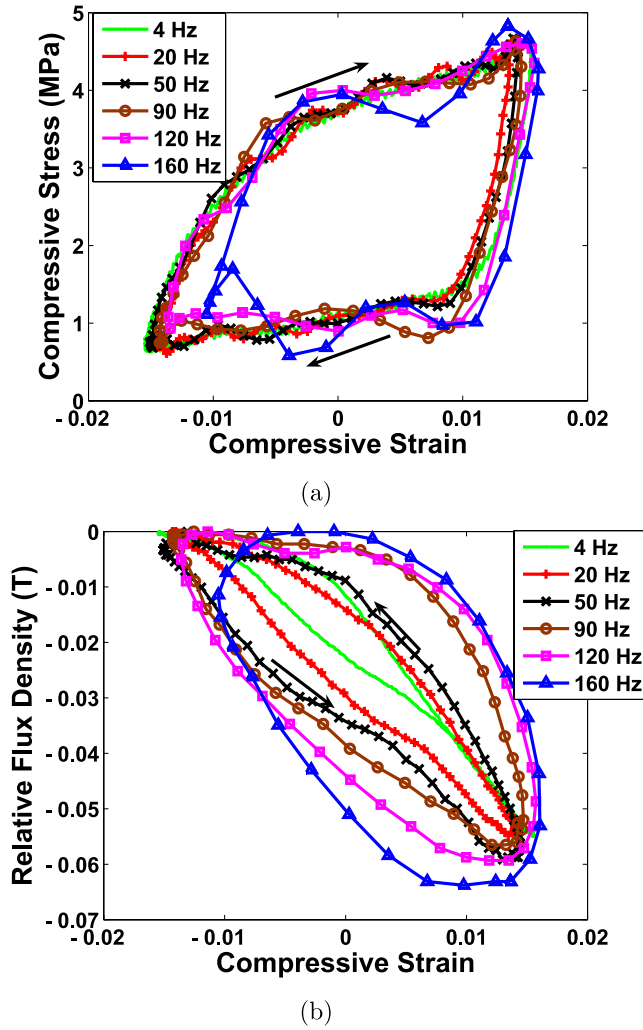 5
4
3
2
1
0
Compressive Stress (MPa)
4 Hz
20 Hz
50 Hz
90 Hz
120 Hz
160 Hz
- 0.02
- 0.01
0
0.01
0.02
Compressive Strain
(a)
0
- 0.01
- 0.02
- 0.03
- 0.04
- 0.05
- 0.06
- 0.07
Relative Flux Density (T)
4 Hz
20 Hz
50 Hz
90 Hz
120 Hz
160 Hz
- 0.02
- 0.01
0
0.01
0.02
Compressive Strain
(b)